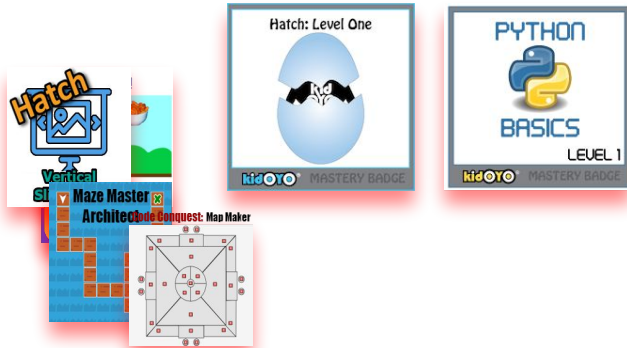 Hatch
Vertical
Maze Master
Architect
Code Conquest: Map Maker
Hatch: Level One
kid
kidOYO®
MASTERY BADGE
PYTHON
BASICS
LEVEL 1
kidOYO®
MASTERY BADGE